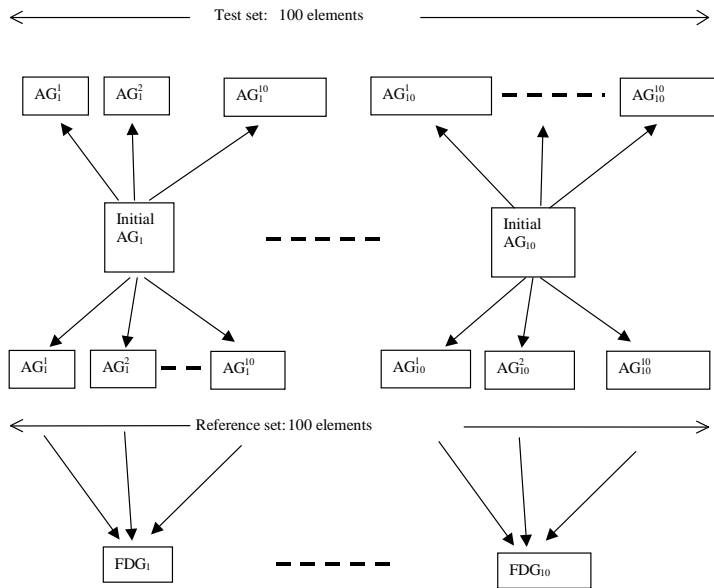 Test set: 100 elements
AG₁¹ AG₁² AG₁¹⁰ AG₁₀¹ AG₁₀¹⁰
Initial AG₁
Initial AG₁₀
AG₁¹ AG₁² AG₁¹⁰ AG₁₀¹ AG₁₀² AG₁₀¹⁰
Reference set: 100 elements
FDG₁ FDG₁₀